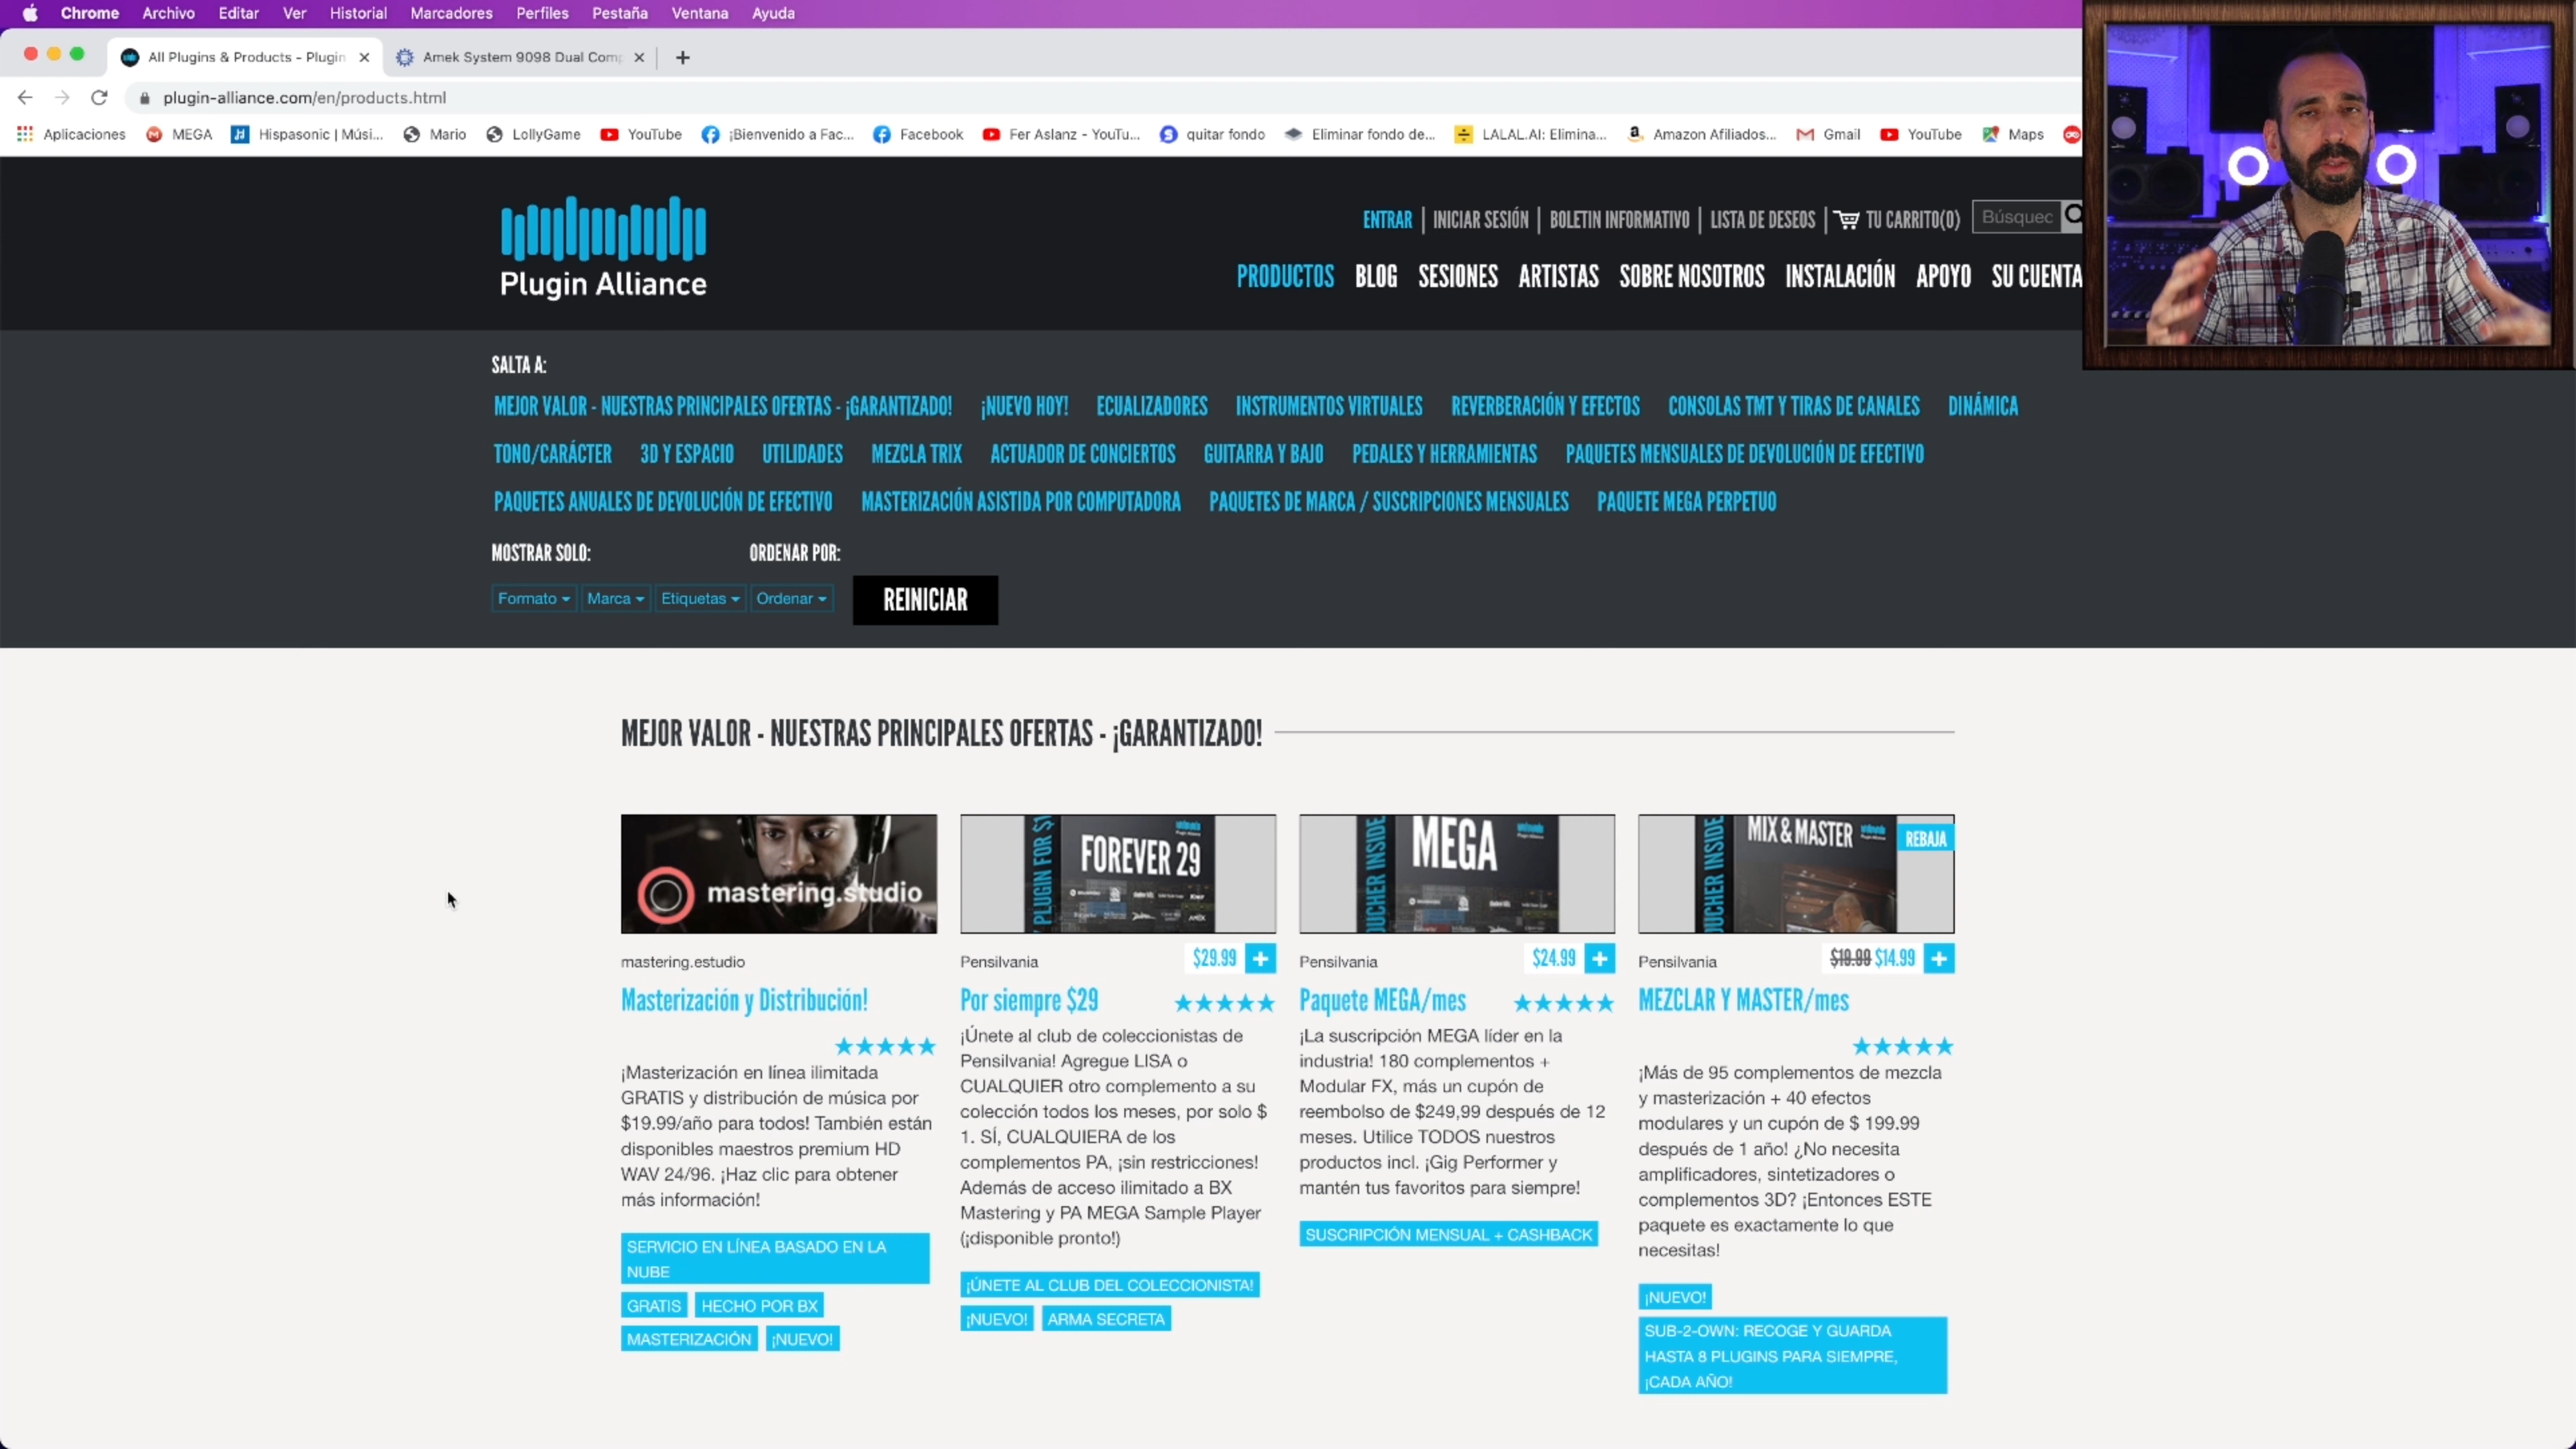 Chrome Archivo Editar Ver Historial Marcadores Perfiles Pestaña Ventana Ayuda
All Plugins & Products - Plugin
Amek System 9098 Dual Comp
plugin-alliance.com/en/products.html
Aplicaciones MEGA Hispasonic | Músi... Mario LollyGame YouTube ¡Bienvenido a Fac... Facebook Fer Aslanz - YouTu... quitar fondo Eliminar fondo de... LALAL.AI: Elimina... Amazon Afiliados... Gmail YouTube Maps
Plugin Alliance
ENTRAR | INICIAR SESIÓN | BOLETIN INFORMATIVO | LISTA DE DESEOS | TU CARRITO(0) Búsquec
PRODUCTOS BLOG SESIONES ARTISTAS SOBRE NOSOTROS INSTALACIÓN APOYO SU CUENTA
SALTA A:
MEJOR VALOR - NUESTRAS PRINCIPALES OFERTAS - ¡GARANTIZADO! ¡NUEVO HOY! ECUALIZADORES INSTRUMENTOS VIRTUALES REVERBERACIÓN Y EFECTOS CONSOLAS TMT Y TIRAS DE CANALES DINÁMICA
TONO/CARÁCTER 3D Y ESPACIO UTILIDADES MEZCLA TRIX ACTUADOR DE CONCIERTOS GUITARRA Y BAJO PEDALES Y HERRAMIENTAS PAQUETES MENSUALES DE DEVOLUCIÓN DE EFECTIVO
PAQUETES ANUALES DE DEVOLUCIÓN DE EFECTIVO MASTERIZACIÓN ASISTIDA POR COMPUTADORA PAQUETES DE MARCA / SUSCRIPCIONES MENSUALES PAQUETE MEGA PERPETUO
MOSTRAR SOLO: ORDENAR POR:
Formato Marca Etiquetas Ordenar REINICIAR
MEJOR VALOR - NUESTRAS PRINCIPALES OFERTAS - ¡GARANTIZADO!
mastering.studio
mastering.estudio
Masterización y Distribución!
¡Masterización en línea ilimitada
GRATIS y distribución de música por
$19.99/año para todos! También están
disponibles maestros premium HD
WAV 24/96. ¡Haz clic para obtener
más información!
SERVICIO EN LÍNEA BASADO EN LA
NUBE
GRATIS HECHO POR BX
MASTERIZACIÓN ¡NUEVO!
PLUGIN FOR $1
FOREVER 29
Pensilvania $29.99 +
Por siempre $29
¡Únete al club de coleccionistas de
Pensilvania! Agregue LISA o
CUALQUIER otro complemento a su
colección todos los meses, por solo $
1. SÍ, CUALQUIERA de los
complementos PA, ¡sin restricciones!
Además de acceso ilimitado a BX
Mastering y PA MEGA Sample Player
(¡disponible pronto!)
¡ÚNETE AL CLUB DEL COLECCIONISTA!
¡NUEVO! ARMA SECRETA
OUCHER INSIDE
MEGA
Pensilvania $24.99 +
Paquete MEGA/mes
¡La suscripción MEGA líder en la
industria! 180 complementos +
Modular FX, más un cupón de
reembolso de $249,99 después de 12
meses. Utilice TODOS nuestros
productos incl. ¡Gig Performer y
mantén tus favoritos para siempre!
SUSCRIPCIÓN MENSUAL + CASHBACK
OUCHER INSIDE
MIX & MASTER
REBAJA
Pensilvania $19.99 $14.99 +
MEZCLAR Y MASTER/mes
¡Más de 95 complementos de mezcla
y masterización + 40 efectos
modulares y un cupón de $ 199.99
después de 1 año! ¿No necesita
amplificadores, sintetizadores o
complementos 3D? ¡Entonces ESTE
paquete es exactamente lo que
necesitas!
¡NUEVO!
SUB-2-OWN: RECOGE Y GUARDA
HASTA 8 PLUGINS PARA SIEMPRE,
¡CADA AÑO!